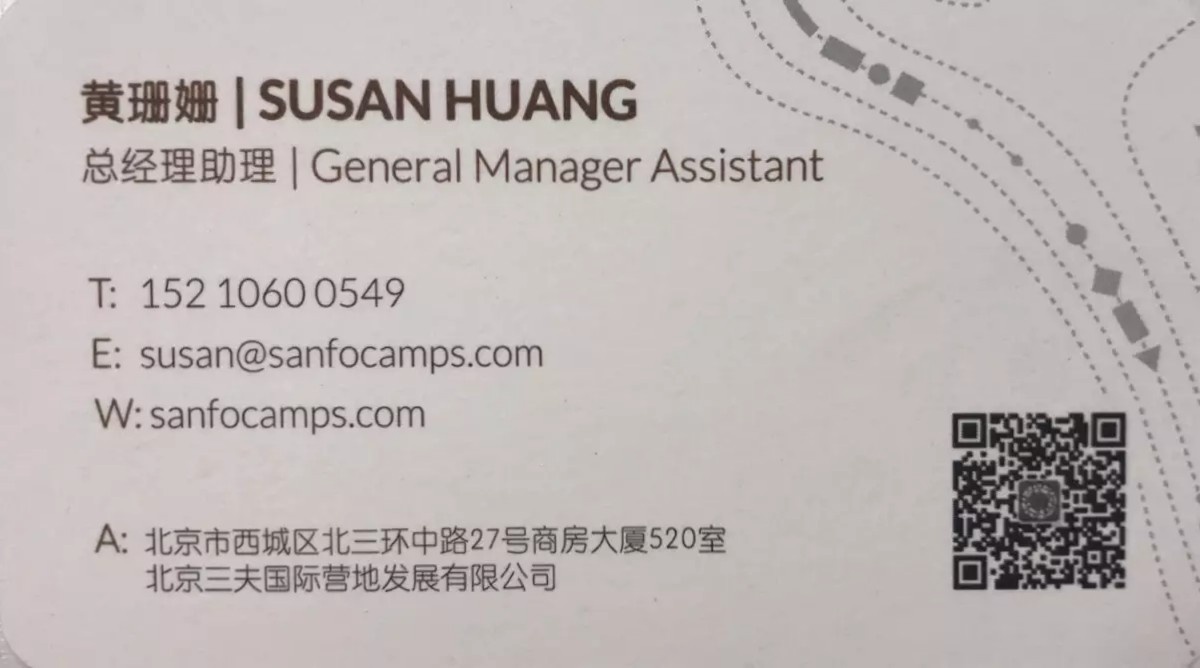 黄珊姗 | SUSAN HUANG
总经理助理 | General Manager Assistant
T: 152 1060 0549
E: susan@sanfocamps.com
W: sanfocamps.com
A: 北京市西城区北三环中路27号商房大厦520室
北京三夫国际营地发展有限公司